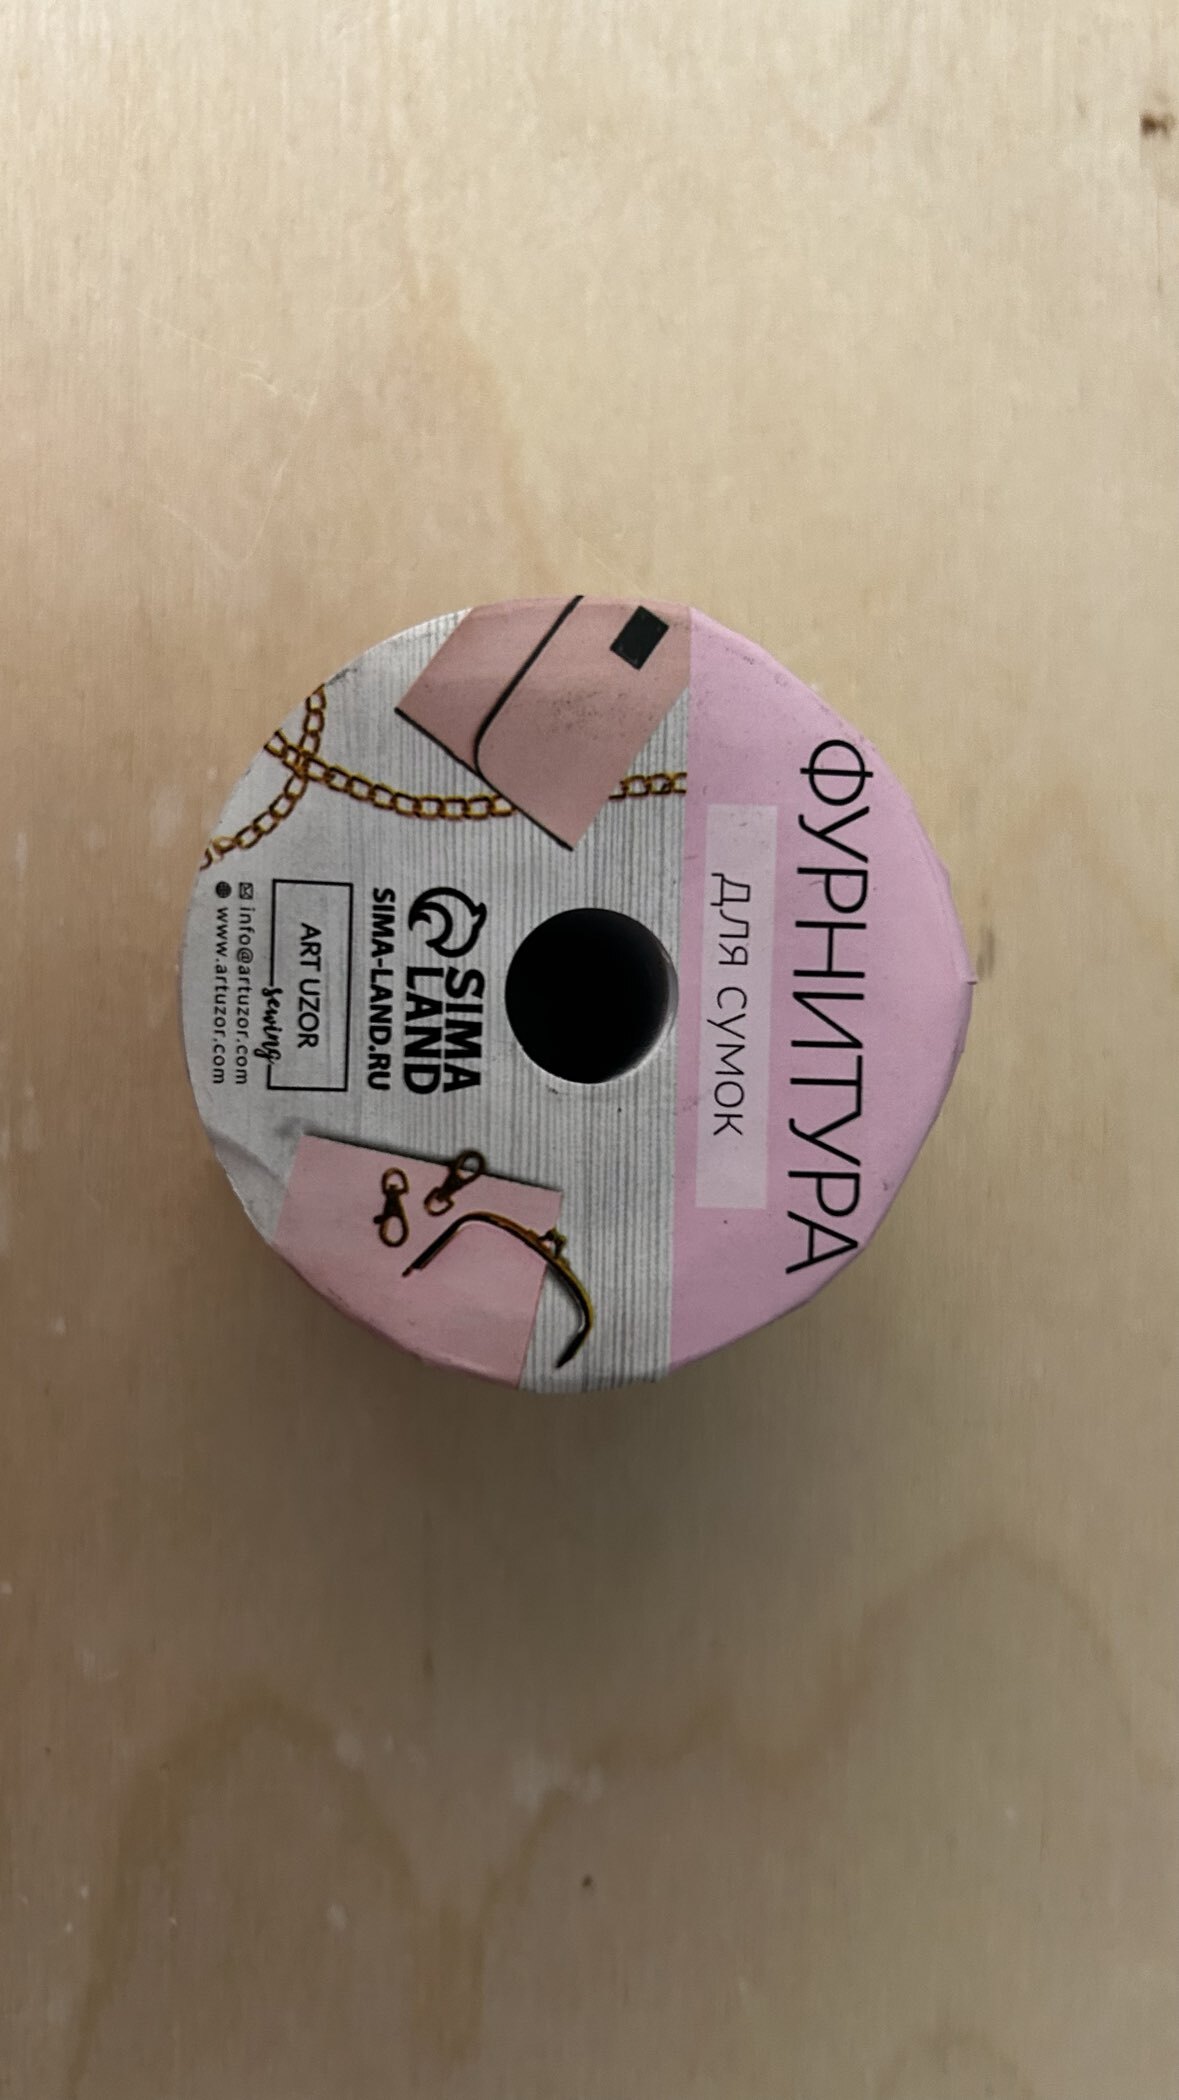 ФУРНИТУРА
ДЛЯ СУМОК
SIMA
LAND
SIMA-LAND.RU
ART UZOR
sewing
info@artuzor.com
www.artuzor.com